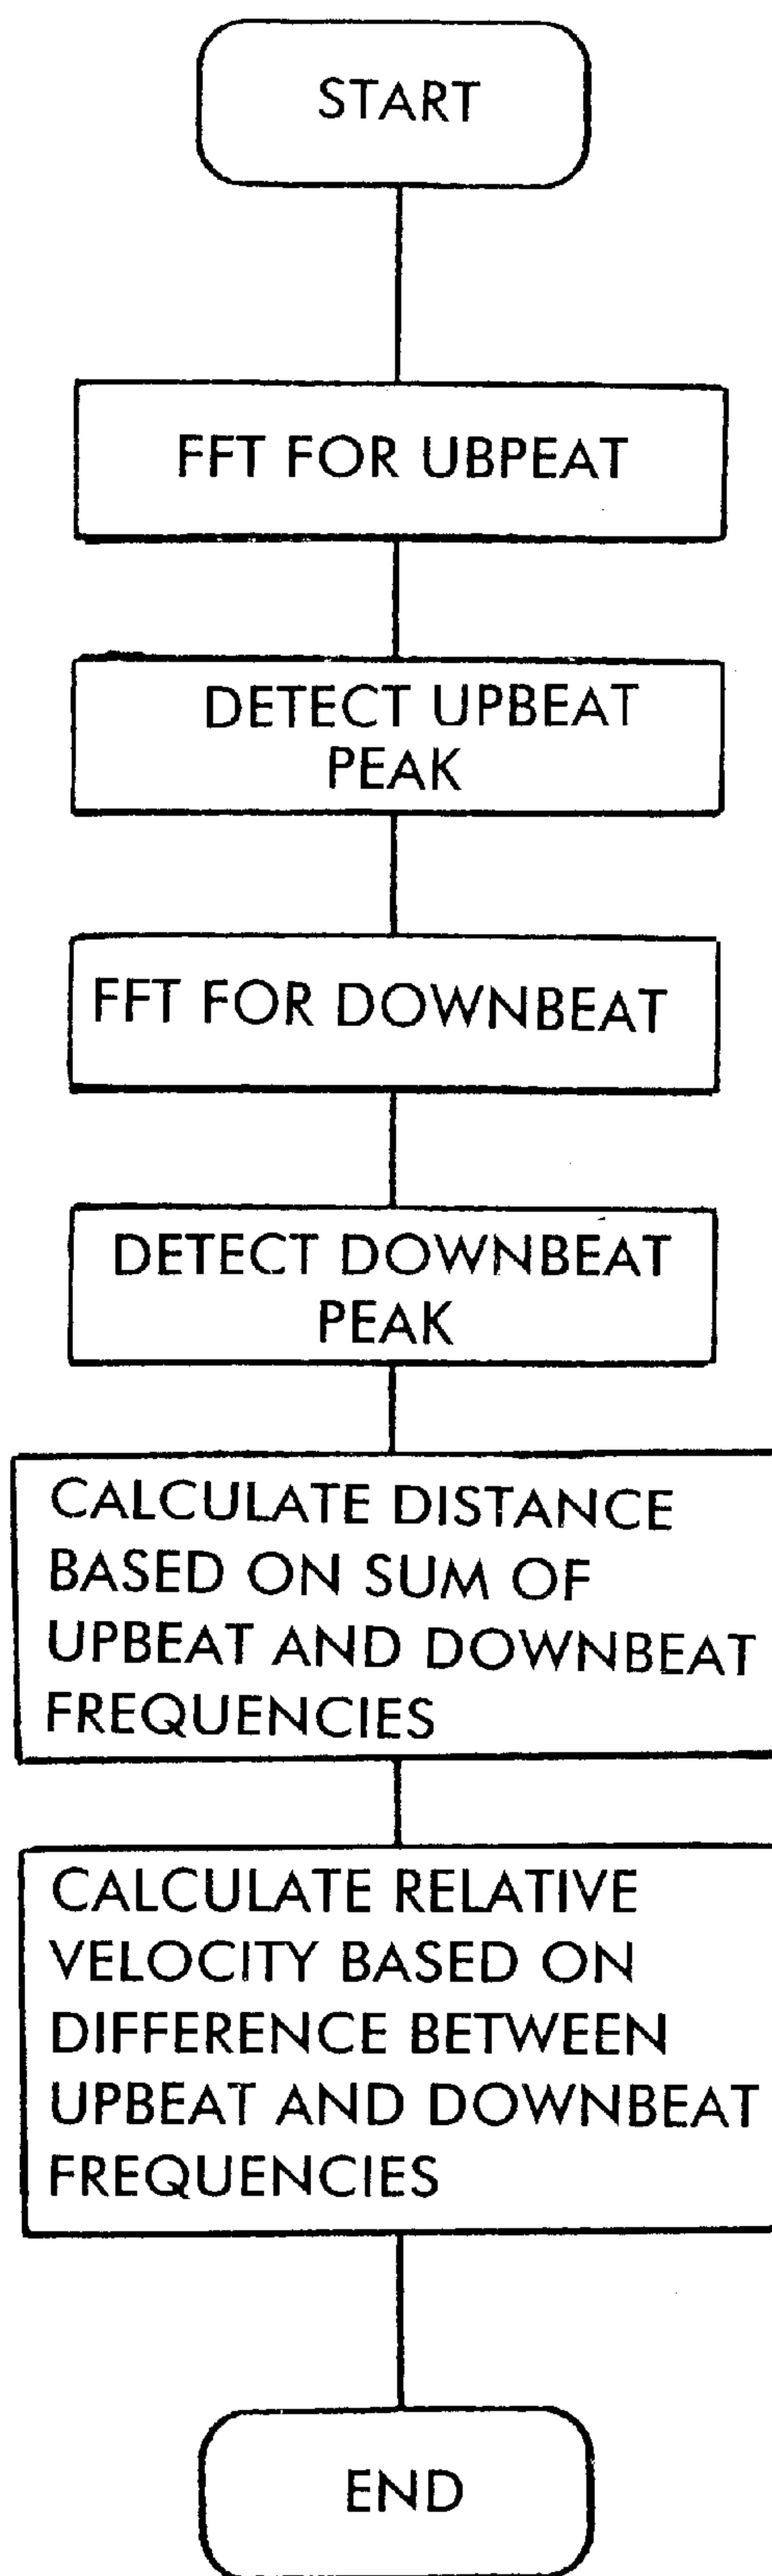 START
FFT FOR UBPEAT
DETECT UPBEAT
PEAK
FFT FOR DOWNBEAT
DETECT DOWNBEAT
PEAK
CALCULATE DISTANCE
BASED ON SUM OF
UPBEAT AND DOWNBEAT
FREQUENCIES
CALCULATE RELATIVE
VELOCITY BASED ON
DIFFERENCE BETWEEN
UPBEAT AND DOWNBEAT
FREQUENCIES
END